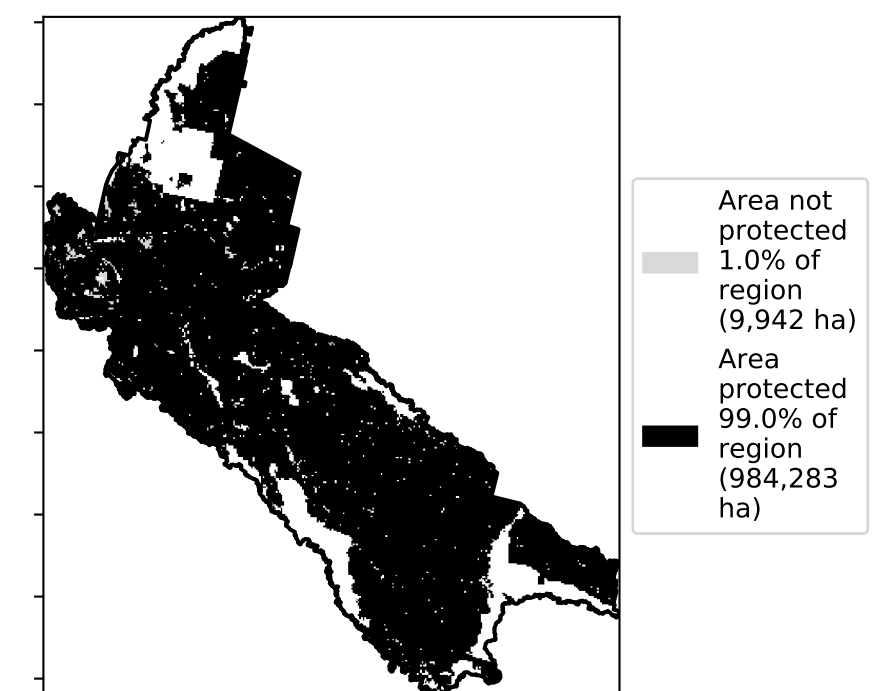 Area not
protected
1.0% of
region
(9,942 ha)
Area
protected
99.0% of
region
(984,283
ha)